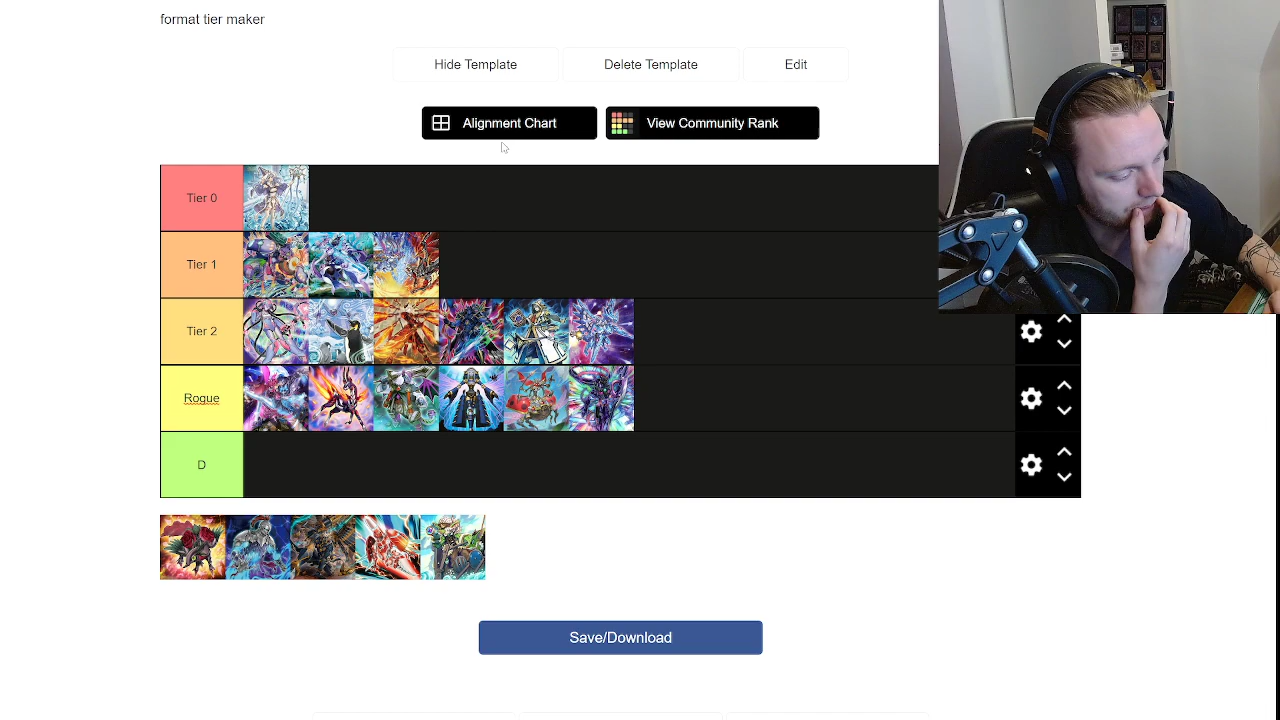 format tier maker
Hide Template
Delete Template
Edit
Alignment Chart
View Community Rank
Tier 0
Tier 1
Tier 2
Rogue
D
Save/Download